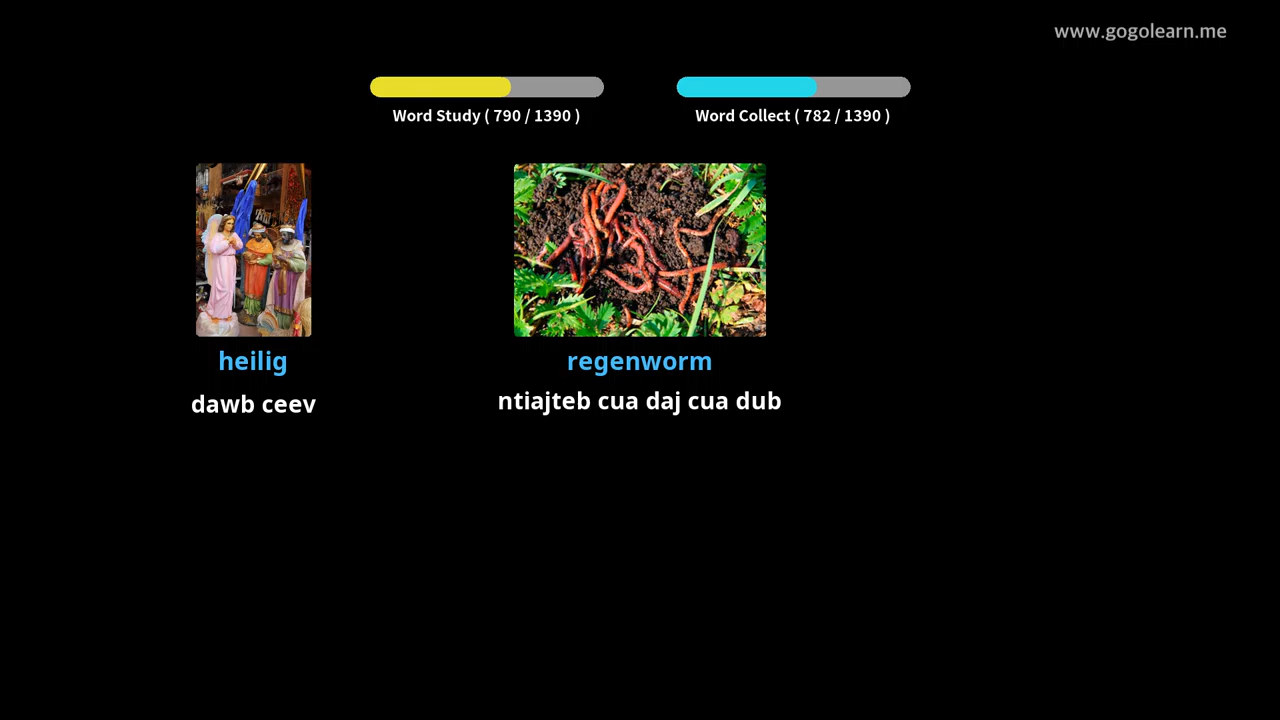 www.gogolearn.me
Word Study ( 790 / 1390 )
Word Collect ( 782 / 1390 )
heilig
regenworm
dawb ceev
ntiajteb cua daj cua dub